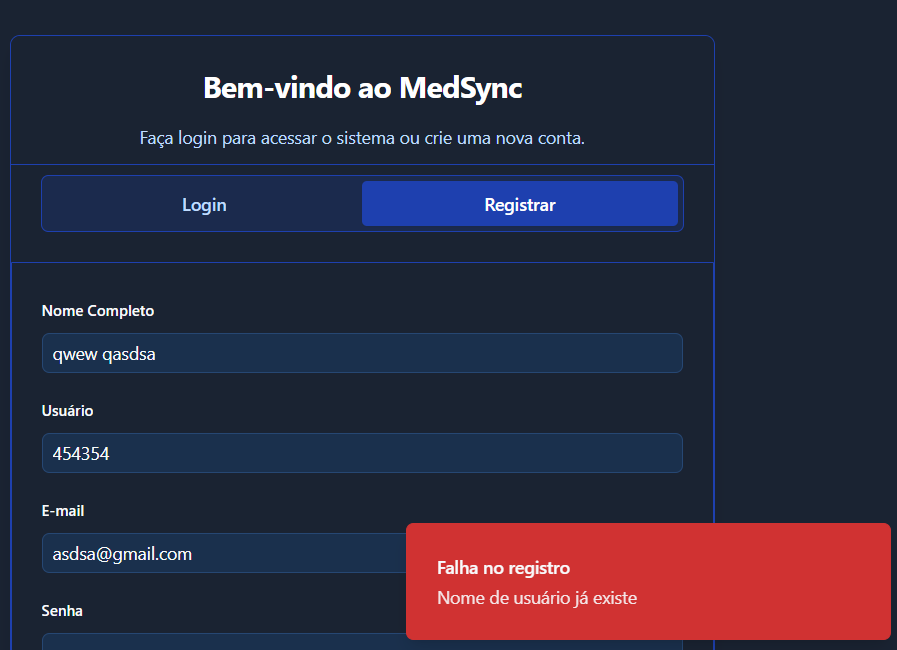 Bem-vindo ao MedSync
Faça login para acessar o sistema ou crie uma nova conta.
Login
Registrar
Nome Completo
qwew qasdsa
Usuário
454354
E-mail
asdsa@gmail.com
Senha
Falha no registro
Nome de usuário já existe